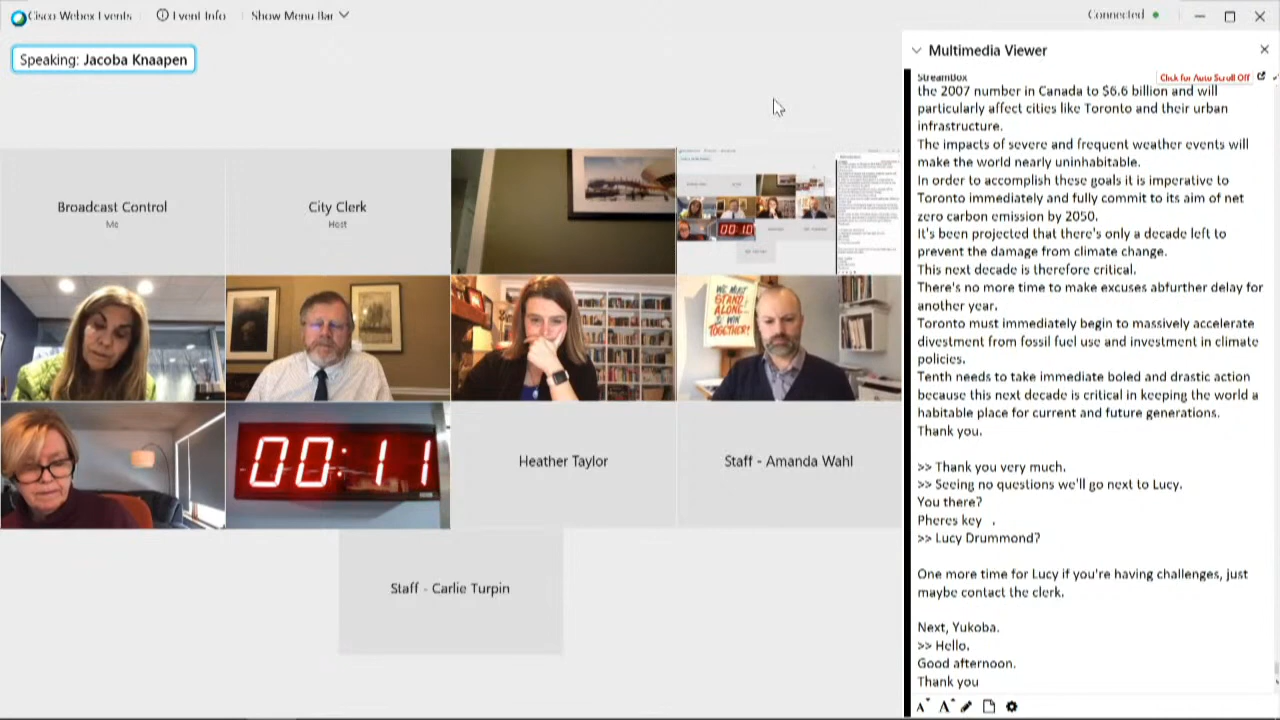 Cisco Webex Events
Event Info
Show Menu Bar
Connected
Speaking: Jacoba Knaapen
Multimedia Viewer
StreamBox
Click for Auto Scroll Off
the 2007 number in Canada to $6.6 billion and will
particularly affect cities like Toronto and their urban
infrastructure.
The impacts of severe and frequent weather events will
make the world nearly uninhabitable.
In order to accomplish these goals it is imperative to
Toronto immediately and fully commit to its aim of net
zero carbon emission by 2050.
It's been projected that there's only a decade left to
prevent the damage from climate change.
This next decade is therefore critical.
There's no more time to make excuses abfurther delay for
another year.
Toronto must immediately begin to massively accelerate
divestment from fossil fuel use and investment in climate
policies.
Tenth needs to take immediate boled and drastic action
because this next decade is critical in keeping the world a
habitable place for current and future generations.
Thank you.
>> Thank you very much.
>> Seeing no questions we'll go next to Lucy.
You there?
Pheres key .
>> Lucy Drummond?
One more time for Lucy if you're having challenges, just
maybe contact the clerk.
Next, Yukoba.
>> Hello.
Good afternoon.
Thank you
Broadcast Com...
Me
City Clerk
Host
00:10
WE MUST
STAND
ALONE...
WIN
TOGETHER!
00:11
Heather Taylor
Staff - Amanda Wahl
Staff - Carlie Turpin